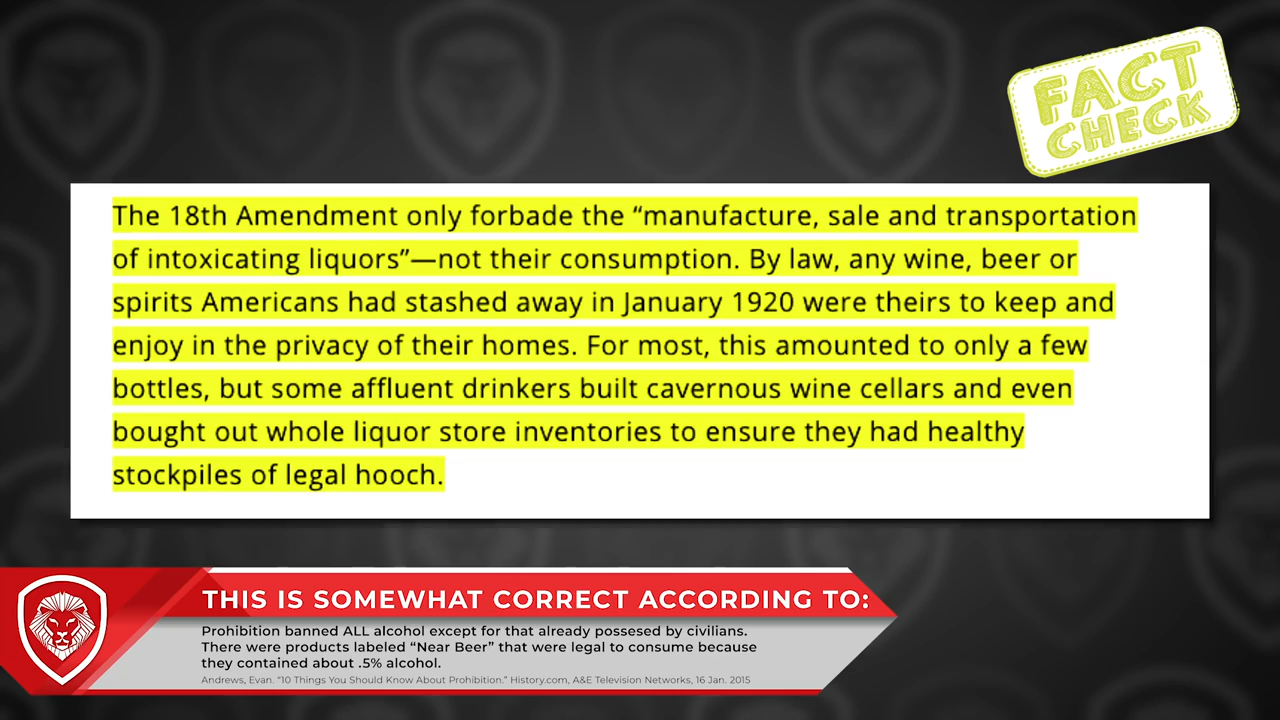 FACT
CHECK
The 18th Amendment only forbade the “manufacture, sale and transportation
of intoxicating liquors”—not their consumption. By law, any wine, beer or
spirits Americans had stashed away in January 1920 were theirs to keep and
enjoy in the privacy of their homes. For most, this amounted to only a few
bottles, but some affluent drinkers built cavernous wine cellars and even
bought out whole liquor store inventories to ensure they had healthy
stockpiles of legal hooch.
THIS IS SOMEWHAT CORRECT ACCORDING TO:
Prohibition banned ALL alcohol except for that already possesed by civilians.
There were products labeled “Near Beer” that were legal to consume because
they contained about .5% alcohol.
Andrews, Evan. “10 Things You Should Know About Prohibition.” History.com, A&E Television Networks, 16 Jan. 2015